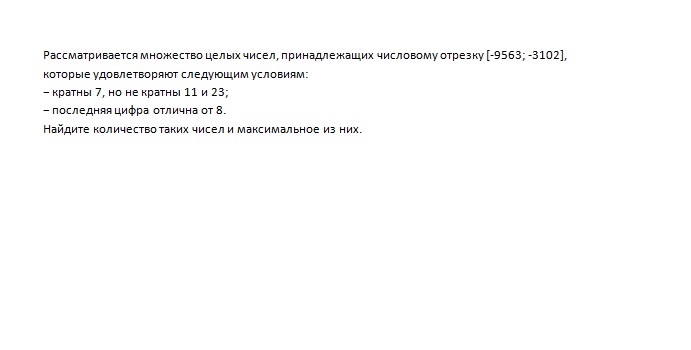 Рассматривается множество целых чисел, принадлежащих числовому отрезку [-9563; -3102],
которые удовлетворяют следующим условиям:
− кратны 7, но не кратны 11 и 23;
− последняя цифра отлична от 8.
Найдите количество таких чисел и максимальное из них.